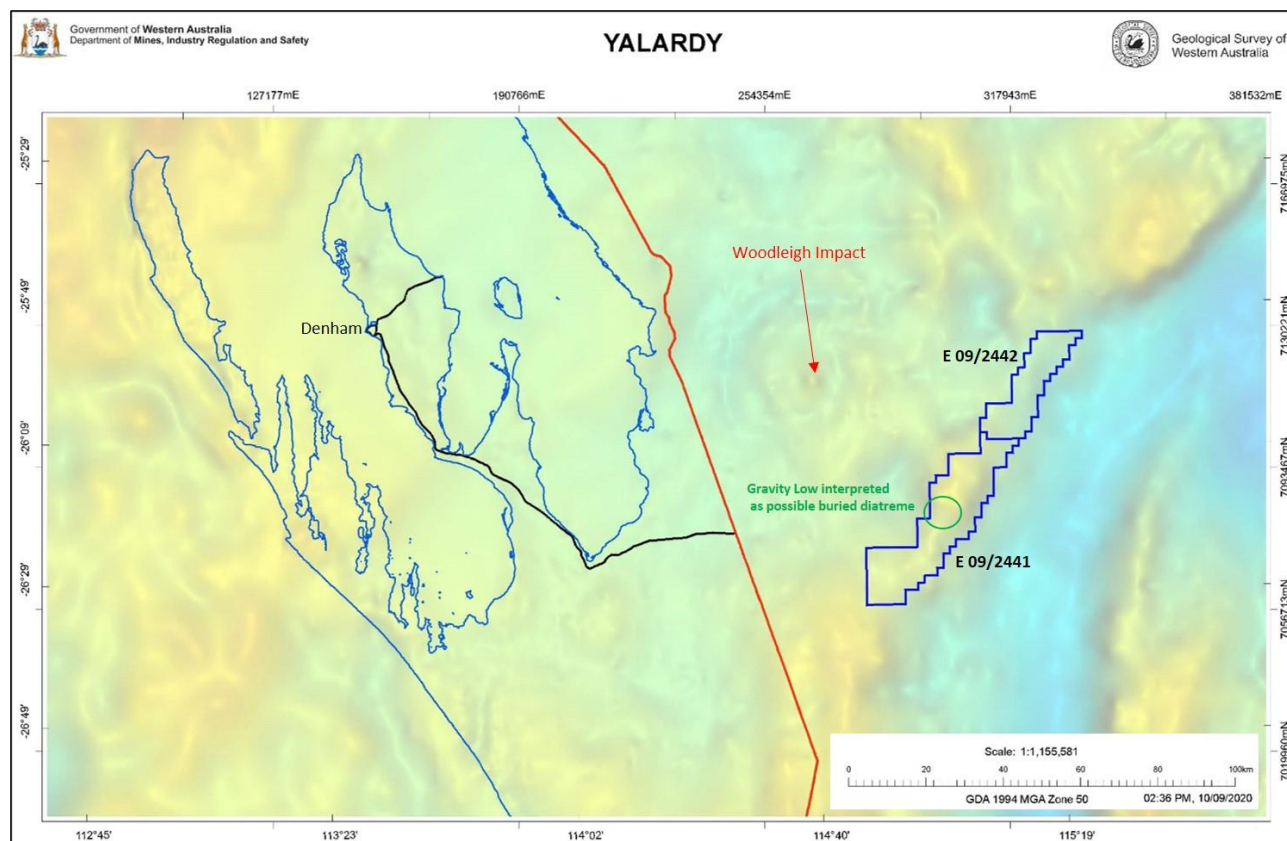 Government of Western Australia
Department of Mines, Industry Regulation and Safety
YALARDY
Geological Survey of
Western Australia
127177mE
190766mE
254354mE
317943mE
381532mE
-25°29'
-25°49'
-26°09'
-26°29'
-26°49'
7166975mN
7130221mN
7093467mN
7056713mN
7019960mN
Woodleigh Impact
Denham
E 09/2442
Gravity Low interpreted
as possible buried diatreme
E 09/2441
Scale: 1:1,155,581
0
20
40
60
80
100km
GDA 1994 MGA Zone 50
02:36 PM, 10/09/2020
112°45'
113°23'
114°02'
114°40'
115°19'